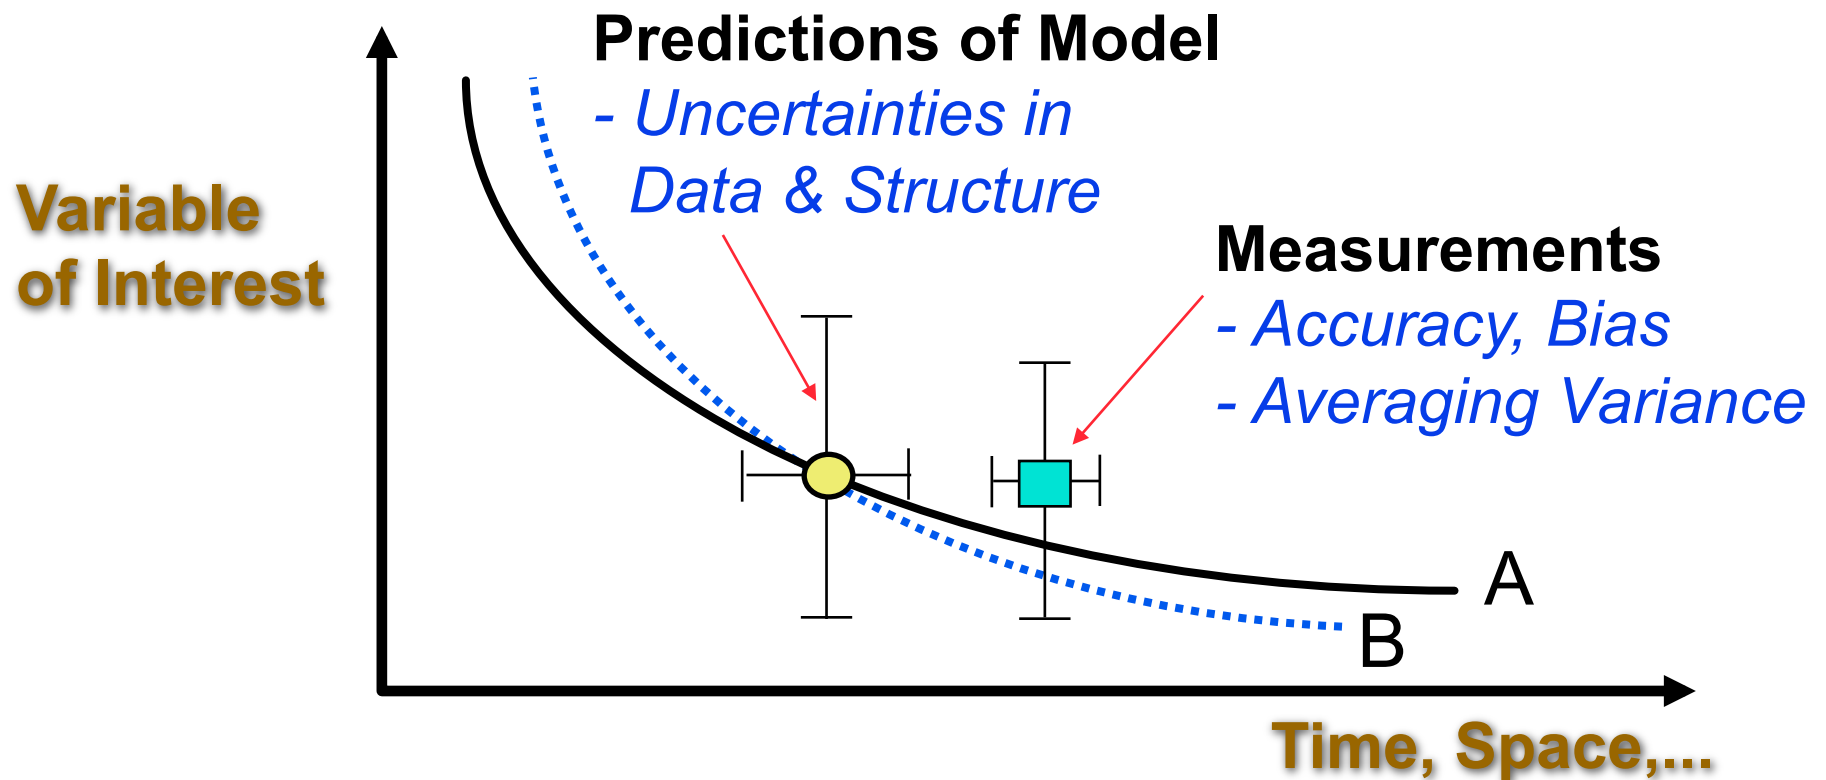 Predictions of Model
- Uncertainties in
Data & Structure
Variable
of Interest
Measurements
- Accuracy, Bias
- Averaging Variance
A
B
Time, Space,...